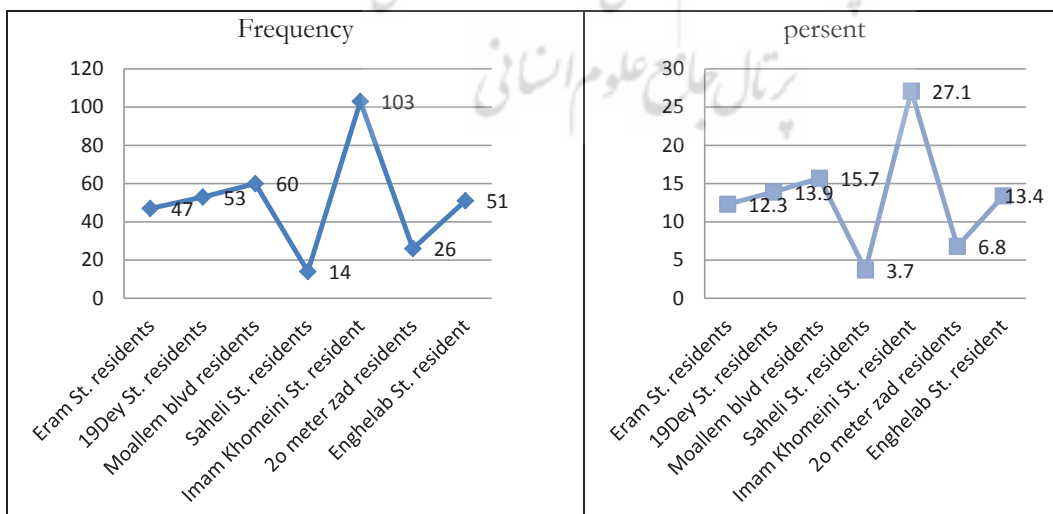 Frequency
120
100
80
60
40
20
0
47
53
60
14
103
26
51
Eram St. residents
19Dey St. residents
Moallem blvd residents
Saheli St. residents
Imam Khomeini St. resident
2o meter zad residents
Enghelab St. resident
persent
30
25
20
15
10
5
0
12.3
13.9
15.7
3.7
27.1
6.8
13.4
Eram St. residents
19Dey St. residents
Moallem blvd residents
Saheli St. residents
Imam Khomeini St. resident
2o meter zad residents
Enghelab St. resident
پرتال جامع علوم انسانی